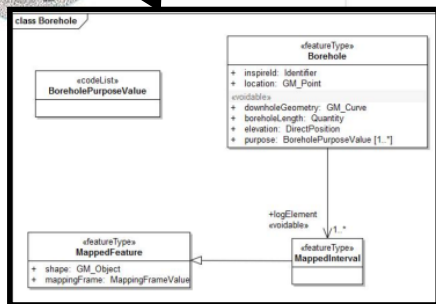 class Borehole
«featureType»
Borehole
+ inspireId: Identifier
+ location: GM_Point
«voidable»
+ downholeGeometry: GM_Curve
+ boreholeLength: Quantity
+ elevation: DirectPosition
+ purpose: BoreholePurposeValue [1..*]
«codeList»
BoreholePurposeValue
+logElement
«voidable»
1..*
«featureType»
MappedFeature
+ shape: GM_Object
+ mappingFrame: MappingFrameValue
«featureType»
MappedInterval